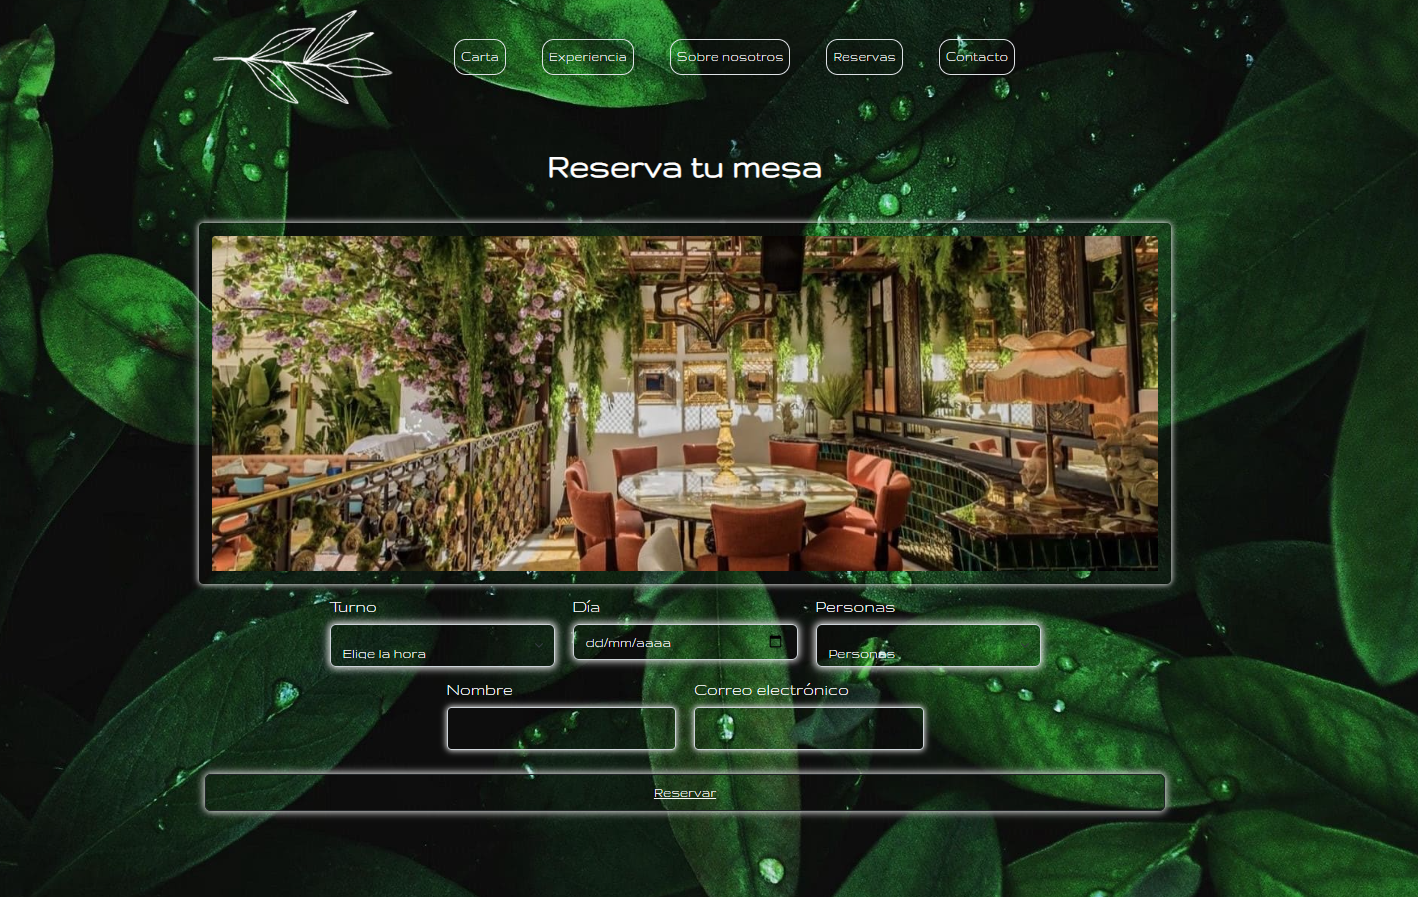 Carta
Experiencia
Sobre nosotros
Reservas
Contacto
Reserva tu mesa
Turno
Día
Personas
Elige la hora
dd/mm/aaaa
Personas
Nombre
Correo electrónico
Reservar